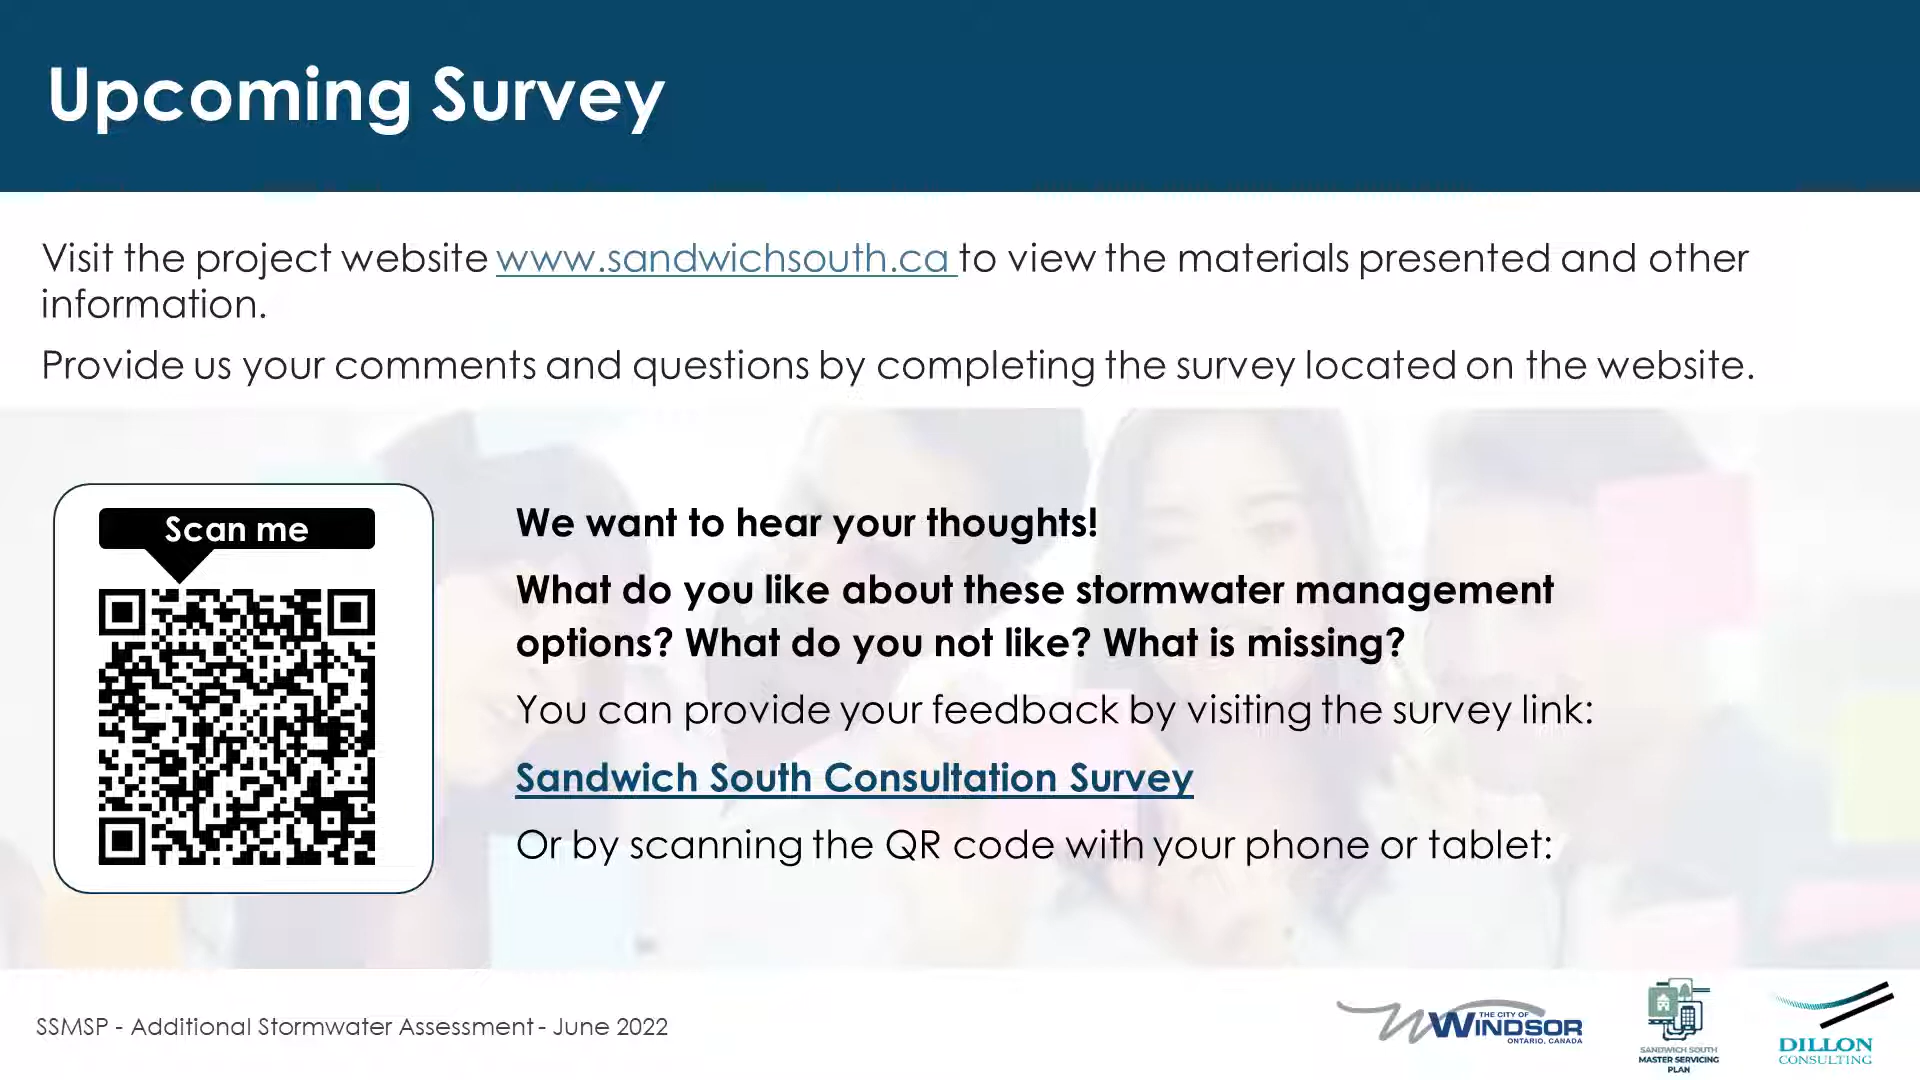 Upcoming Survey
Visit the project website www.sandwichsouth.ca to view the materials presented and other
information.
Provide us your comments and questions by completing the survey located on the website.
Scan me
We want to hear your thoughts!
What do you like about these stormwater management
options? What do you not like? What is missing?
You can provide your feedback by visiting the survey link:
Sandwich South Consultation Survey
Or by scanning the QR code with your phone or tablet:
SSMSP - Additional Stormwater Assessment - June 2022
THE CITY OF
WINDSOR
ONTARIO, CANADA
SANDWICH SOUTH
MASTER SERVICING
PLAN
DILLON
CONSULTING